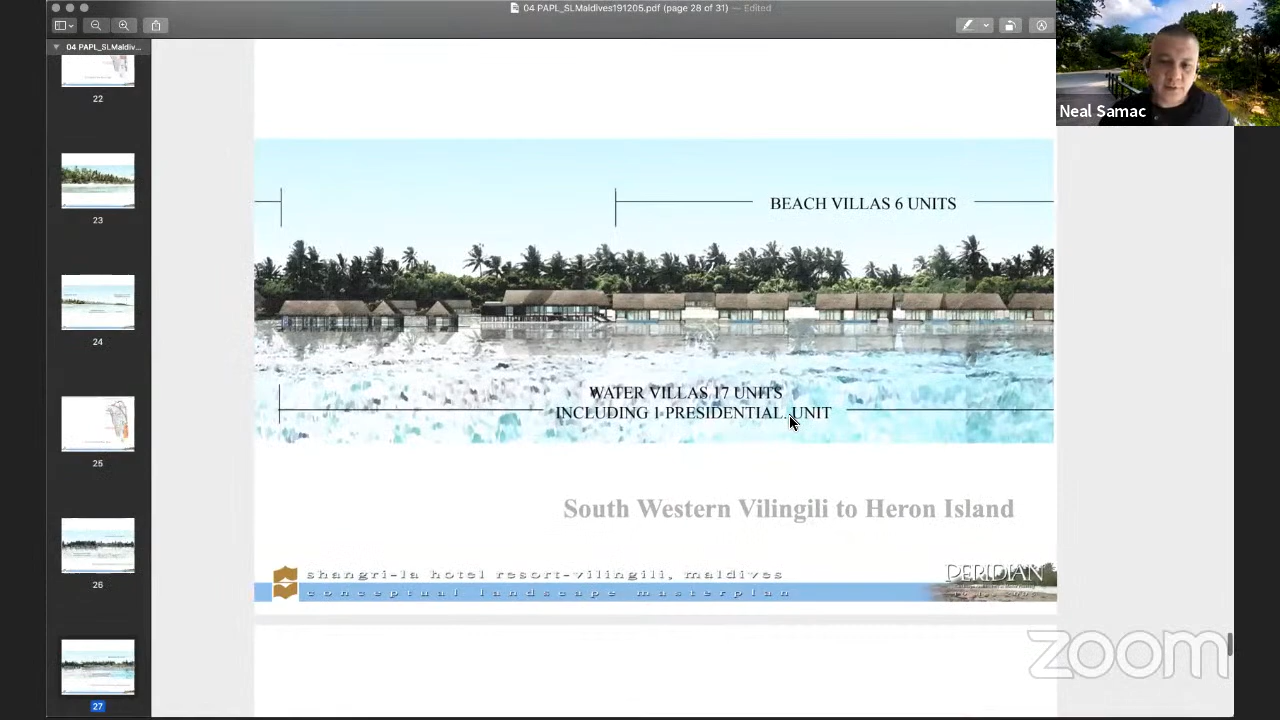 04 PAPL_SLMaldives191205.pdf (page 28 of 31) — Edited
04 PAPL_SLMaldiv...
22
23
24
25
26
27
Neal Samac
BEACH VILLAS 6 UNITS
WATER VILLAS 17 UNITS
INCLUDING 1 PRESIDENTIAL UNIT
South Western Vilingili to Heron Island
shangri-la hotel resort-vilingili, maldives
conceptual landscape masterplan
PERIDIAN
zoom